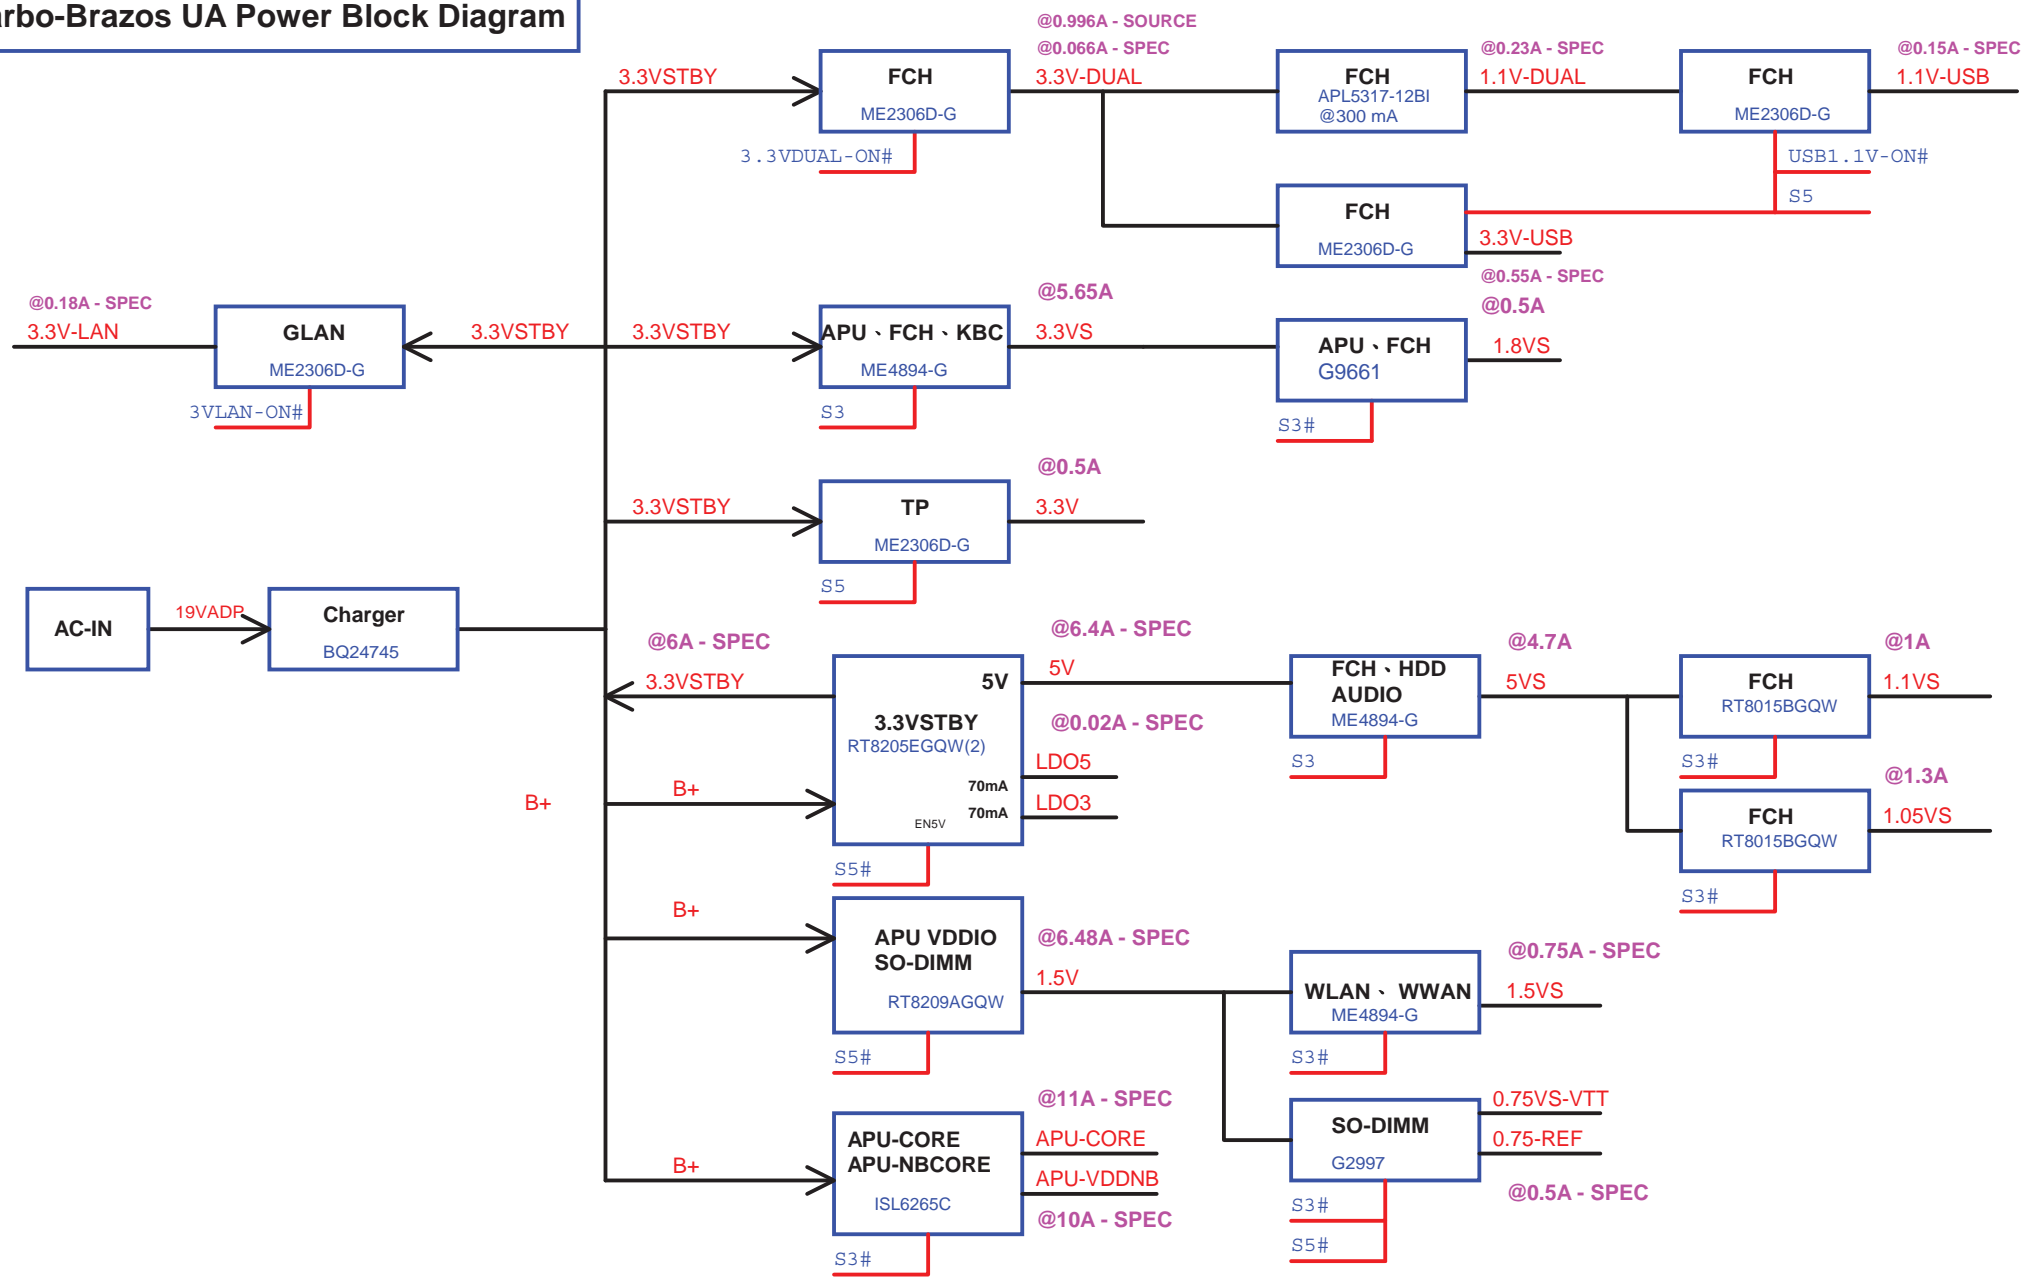 Brazos UA Power Block Diagram
@0.996A - SOURCE
@0.066A - SPEC
3.3VSTBY
FCH
ME2306D-G
3.3V-DUAL
3.3VDUAL-ON#
FCH
APL5317-12BI
@300 mA
@0.23A - SPEC
1.1V-DUAL
FCH
ME2306D-G
@0.15A - SPEC
1.1V-USB
USB1.1V-ON#
S5
FCH
ME2306D-G
3.3V-USB
@0.55A - SPEC
@0.5A
@0.18A - SPEC
3.3V-LAN
GLAN
ME2306D-G
3VLAN-ON#
3.3VSTBY
3.3VSTBY
APU、FCH、KBC
ME4894-G
S3
@5.65A
3.3VS
APU、FCH
G9661
S3#
1.8VS
3.3VSTBY
TP
ME2306D-G
S5
@0.5A
3.3V
AC-IN
19VADP
Charger
BQ24745
@6A - SPEC
3.3VSTBY
5V
3.3VSTBY
RT8205EGQW(2)
70mA
70mA
EN5V
S5#
B+
B+
@6.4A - SPEC
5V
@0.02A - SPEC
LDO5
LDO3
FCH、HDD
AUDIO
ME4894-G
S3
@4.7A
5VS
FCH
RT8015BGQW
S3#
@1A
1.1VS
FCH
RT8015BGQW
S3#
@1.3A
1.05VS
B+
APU VDDIO
SO-DIMM
RT8209AGQW
S5#
@6.48A - SPEC
1.5V
WLAN、 WWAN
ME4894-G
S3#
@0.75A - SPEC
1.5VS
SO-DIMM
G2997
S3#
S5#
0.75VS-VTT
0.75-REF
@0.5A - SPEC
B+
APU-CORE
APU-NBCORE
ISL6265C
S3#
@11A - SPEC
APU-CORE
APU-VDDNB
@10A - SPEC